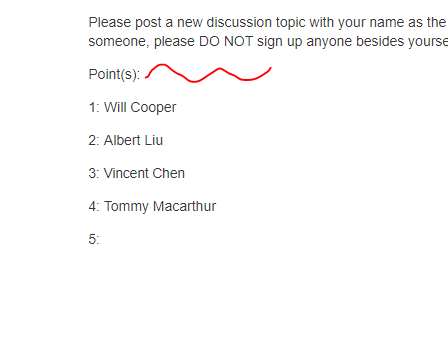 Please post a new discussion topic with your name as the
someone, please DO NOT sign up anyone besides yourse
Point(s):
1: Will Cooper
2: Albert Liu
3: Vincent Chen
4: Tommy Macarthur
5: